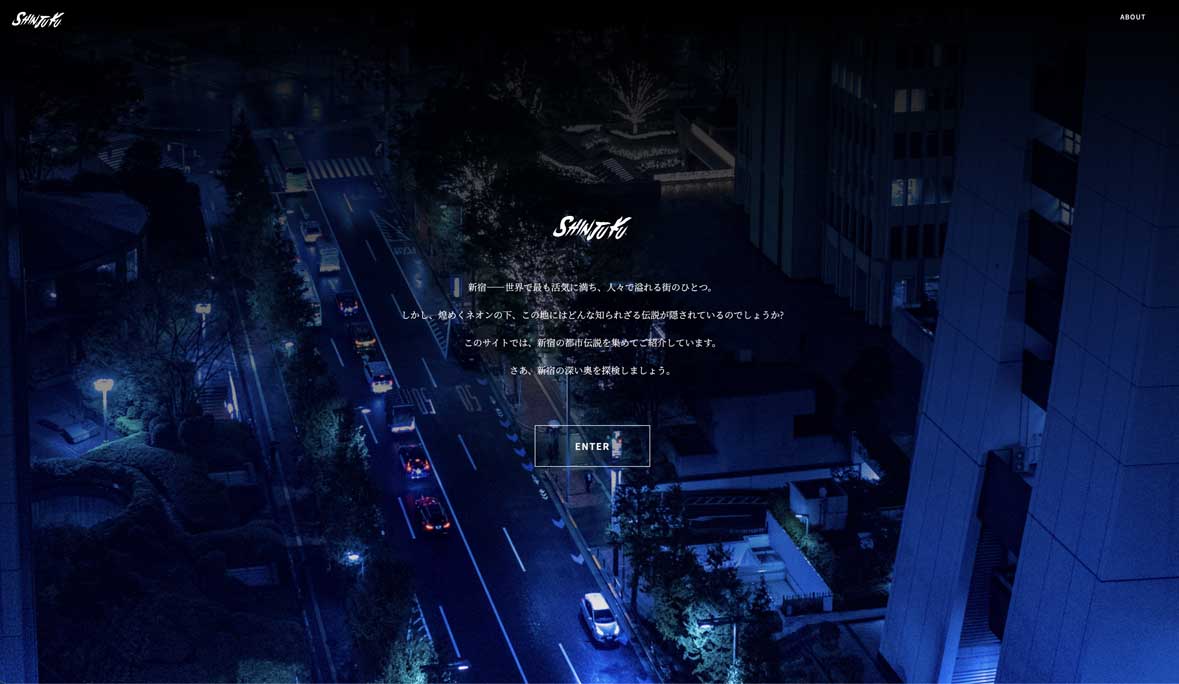 SHINJUKU
ABOUT
SHINJUKU
新宿――世界で最も活気に満ち、人々で溢れる街のひとつ。
しかし、煌めくネオンの下、この地にはどんな知られざる伝説が隠されているのでしょうか?
このサイトでは、新宿の都市伝説を集めてご紹介しています。
さあ、新宿の深い奥を探検しましょう。
ENTER